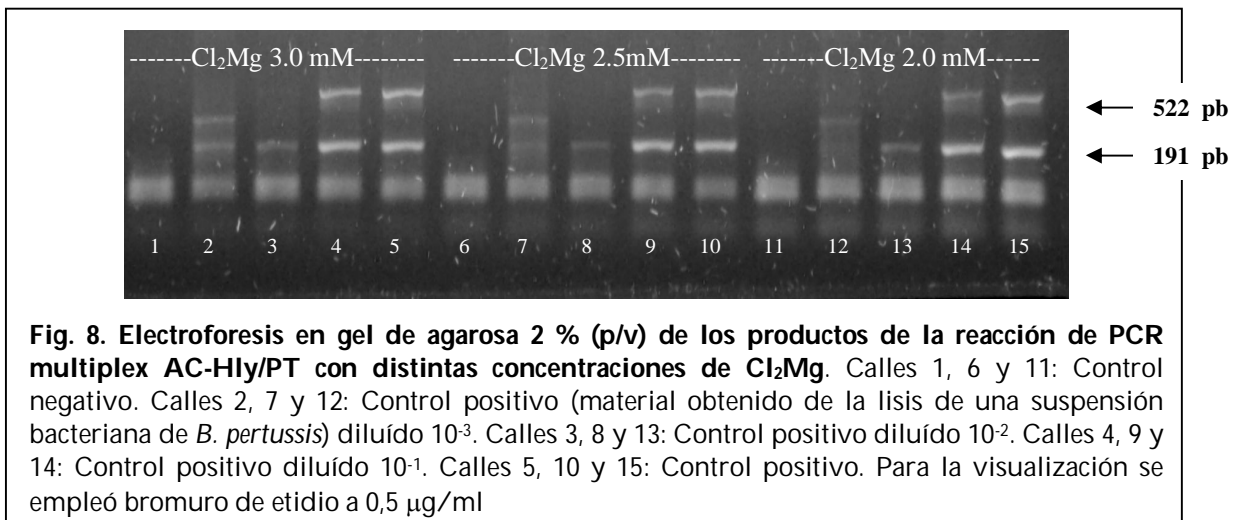 -------Cl₂Mg 3.0 mM-------- -------Cl₂Mg 2.5mM-------- ---------Cl₂Mg 2.0 mM------
522 pb
191 pb
1 2 3 4 5 6 7 8 9 10 11 12 13 14 15
Fig. 8. Electroforesis en gel de agarosa 2 % (p/v) de los productos de la reacción de PCR
multiplex AC-Hly/PT con distintas concentraciones de Cl₂Mg. Calles 1, 6 y 11: Control
negativo. Calles 2, 7 y 12: Control positivo (material obtenido de la lisis de una suspensión
bacteriana de B. pertussis) diluído 10⁻³. Calles 3, 8 y 13: Control positivo diluído 10⁻². Calles 4, 9 y
14: Control positivo diluído 10⁻¹. Calles 5, 10 y 15: Control positivo. Para la visualización se
empleó bromuro de etidio a 0,5 µg/ml